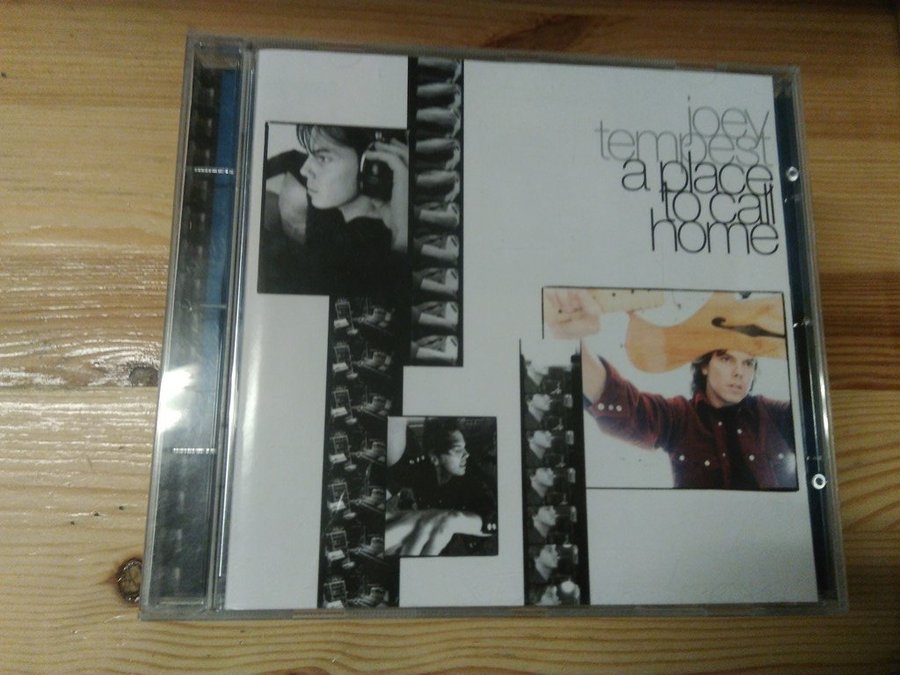 joey
tempest
a place
to call
home